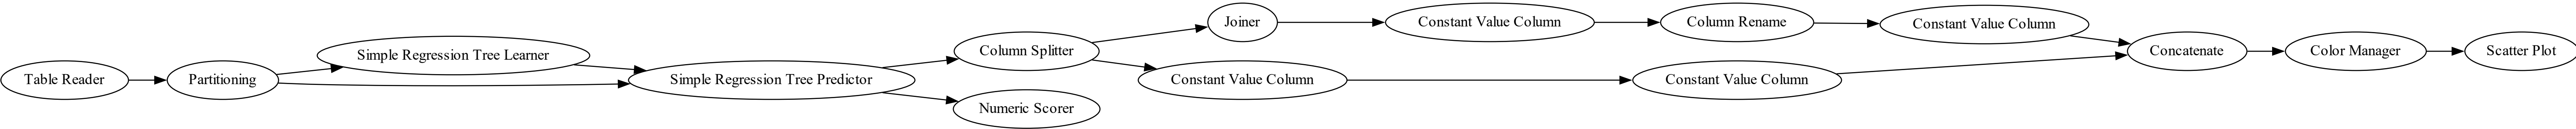 Table Reader
Partitioning
Simple Regression Tree Learner
Simple Regression Tree Predictor
Column Splitter
Numeric Scorer
Joiner
Constant Value Column
Constant Value Column
Column Rename
Constant Value Column
Constant Value Column
Concatenate
Color Manager
Scatter Plot